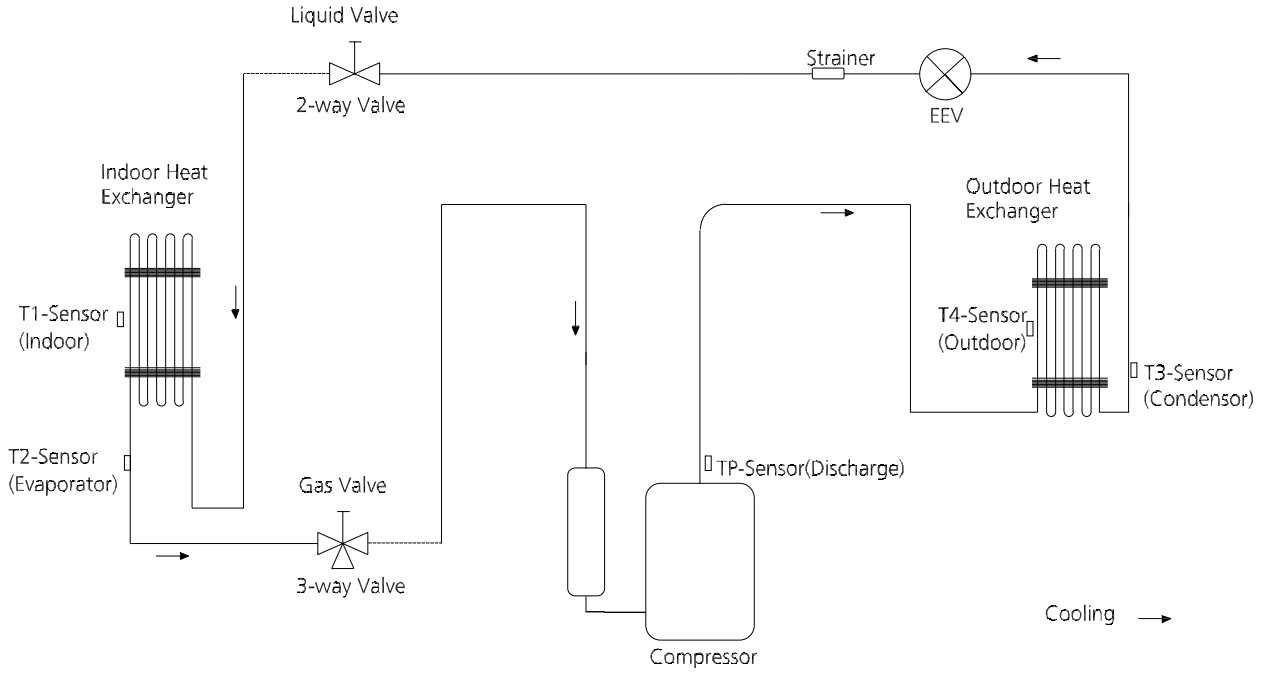 Liquid Valve
Strainer
2-way Valve
EEV
Indoor Heat
Exchanger
Outdoor Heat
Exchanger
T1-Sensor
(Indoor)
T4-Sensor
(Outdoor)
T3-Sensor
(Condensor)
T2-Sensor
(Evaporator)
TP-Sensor(Discharge)
Gas Valve
3-way Valve
Cooling
Compressor